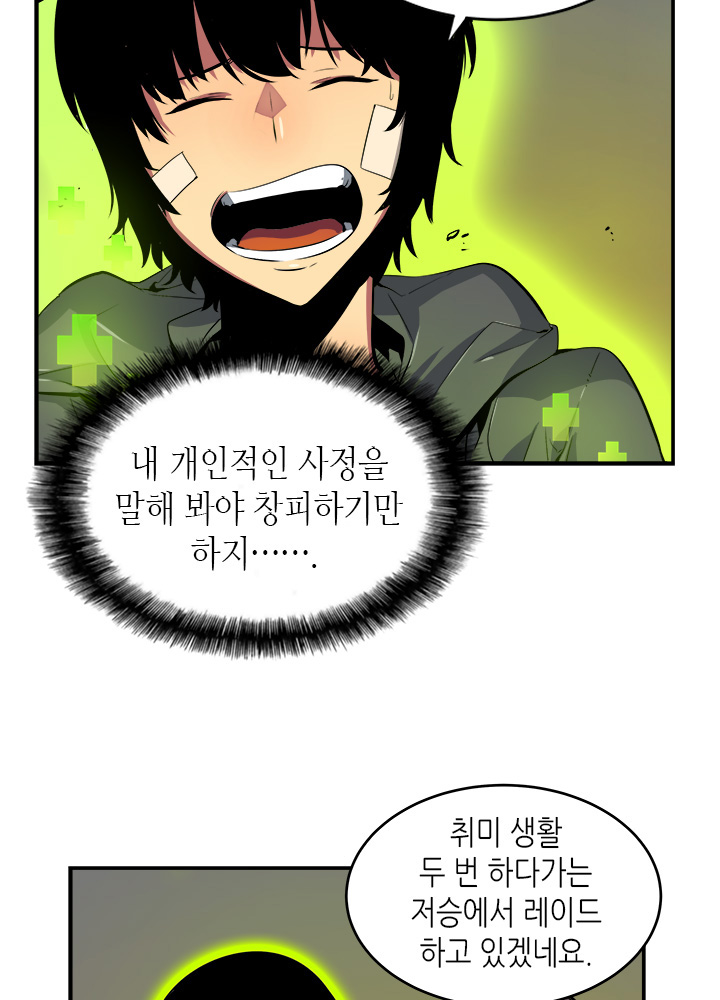 내 개인적인 사정을
말해 봐야 창피하기만
하지…….
취미 생활
두 번 하다가는
저승에서 레이드
하고 있겠네요.